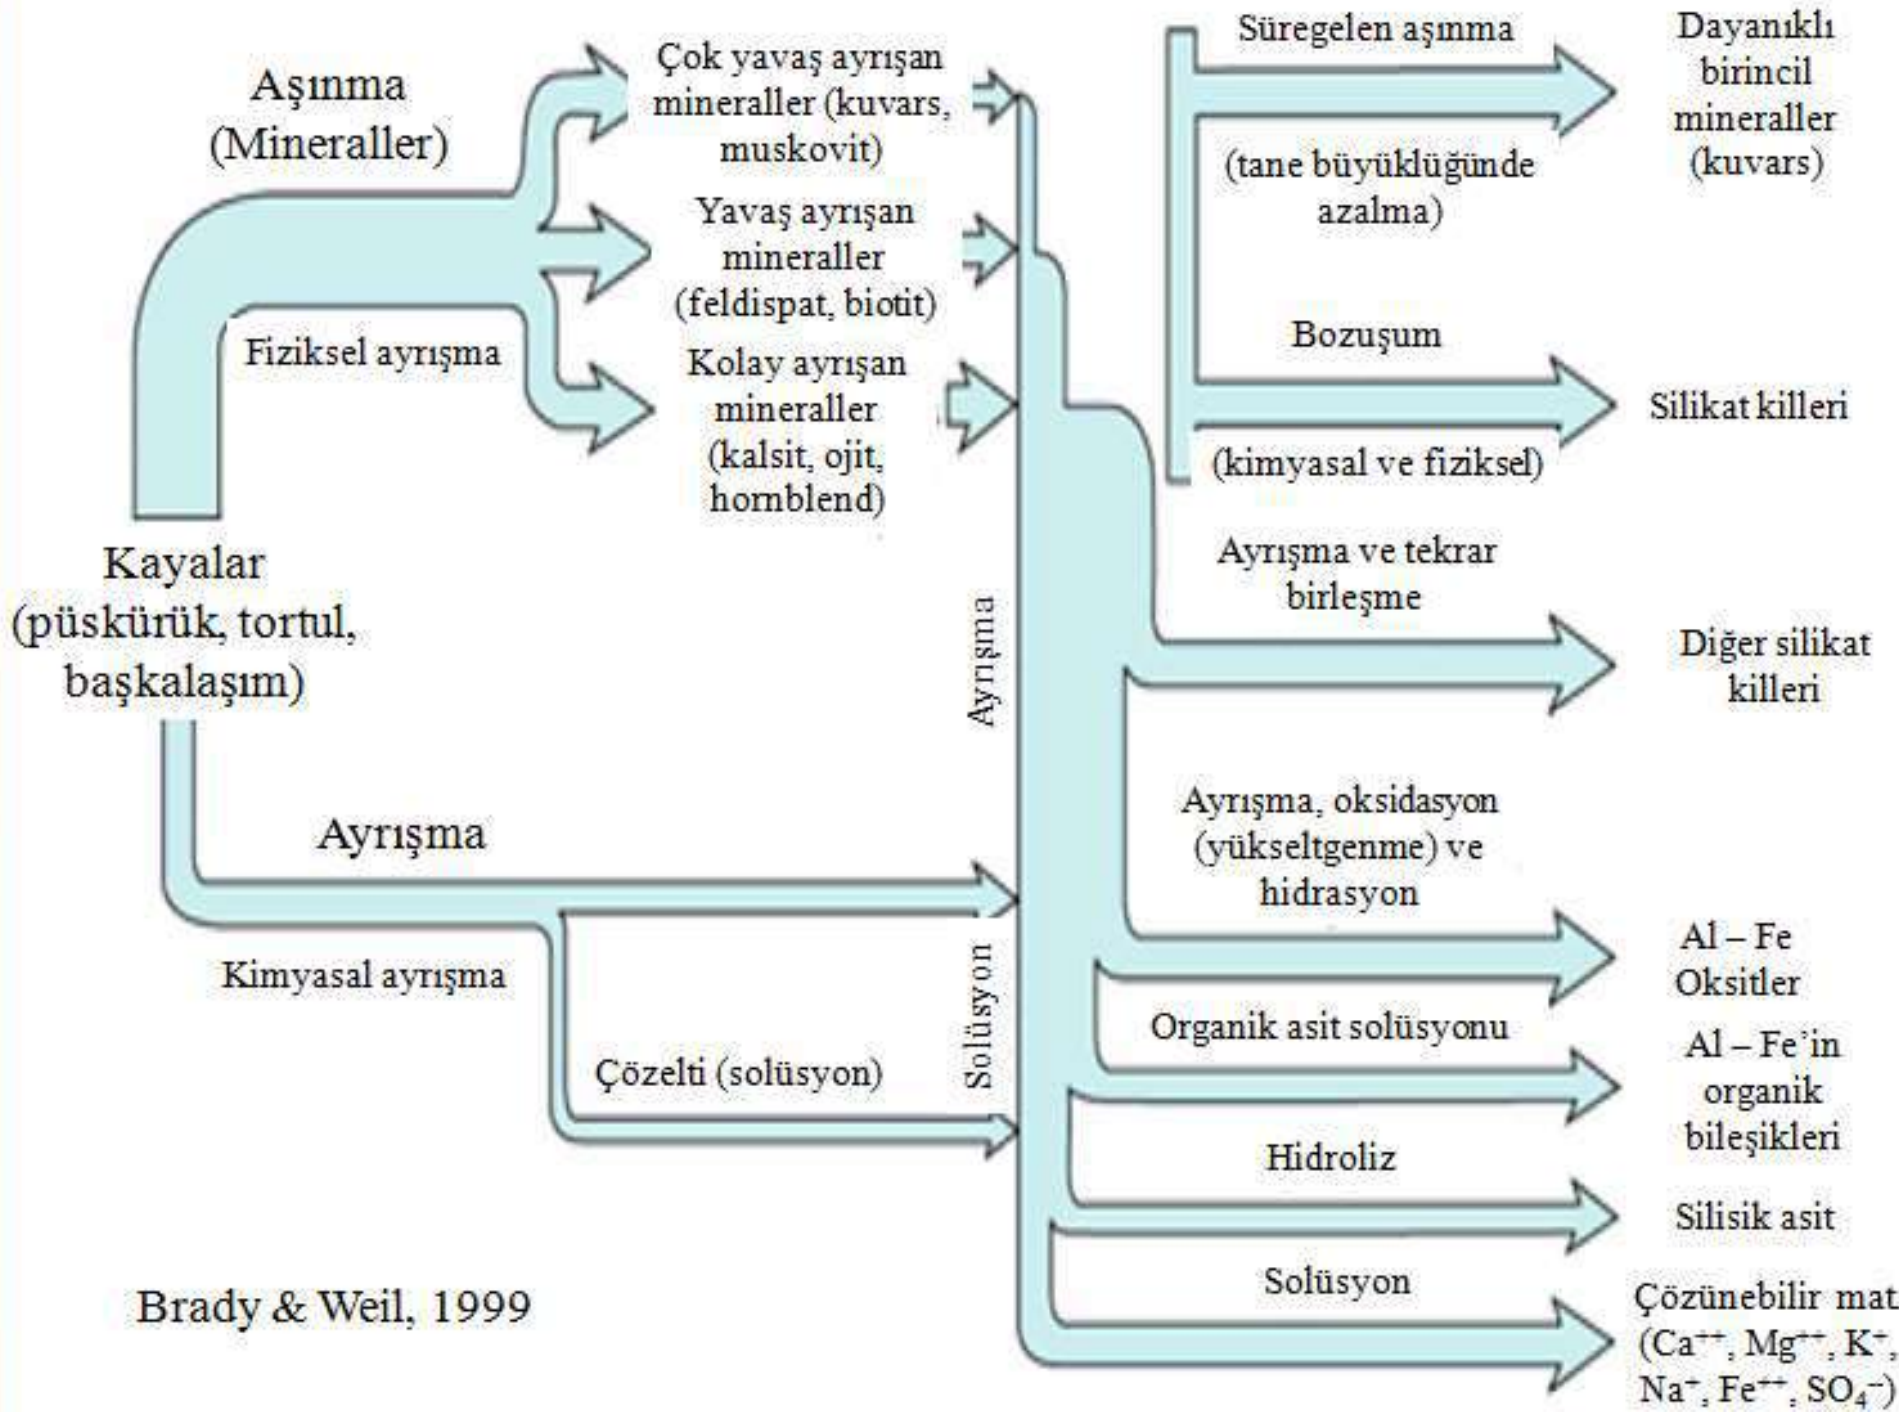 Aşınma
(Mineraller)
Fiziksel ayrışma
Kayalar
(püskürük, tortul,
başkalaşım)
Ayrışma
Kimyasal ayrışma
Çözelti (solüsyon)
Çok yavaş ayrışan
mineraller (kuvars,
muskovit)
Yavaş ayrışan
mineraller
(feldispat, biotit)
Kolay ayrışan
mineraller
(kalsit, ojit,
hornblend)
Ayrışma
Solüsyon
Süregelen aşınma
(tane büyüklüğünde
azalma)
Dayanıklı
birincil
mineraller
(kuvars)
Bozuşum
(kimyasal ve fiziksel)
Silikat killeri
Ayrışma ve tekrar
birleşme
Diğer silikat
killeri
Ayrışma, oksidasyon
(yükseltgenme) ve
hidrasyon
Al – Fe
Oksitler
Organik asit solüsyonu
Al – Fe’in
organik
bileşikleri
Hidroliz
Silisik asit
Solüsyon
Çözünebilir mat
(Ca⁺⁺, Mg⁺⁺, K⁺,
Na⁺, Fe⁺⁺, SO₄⁻⁻)
Brady & Weil, 1999